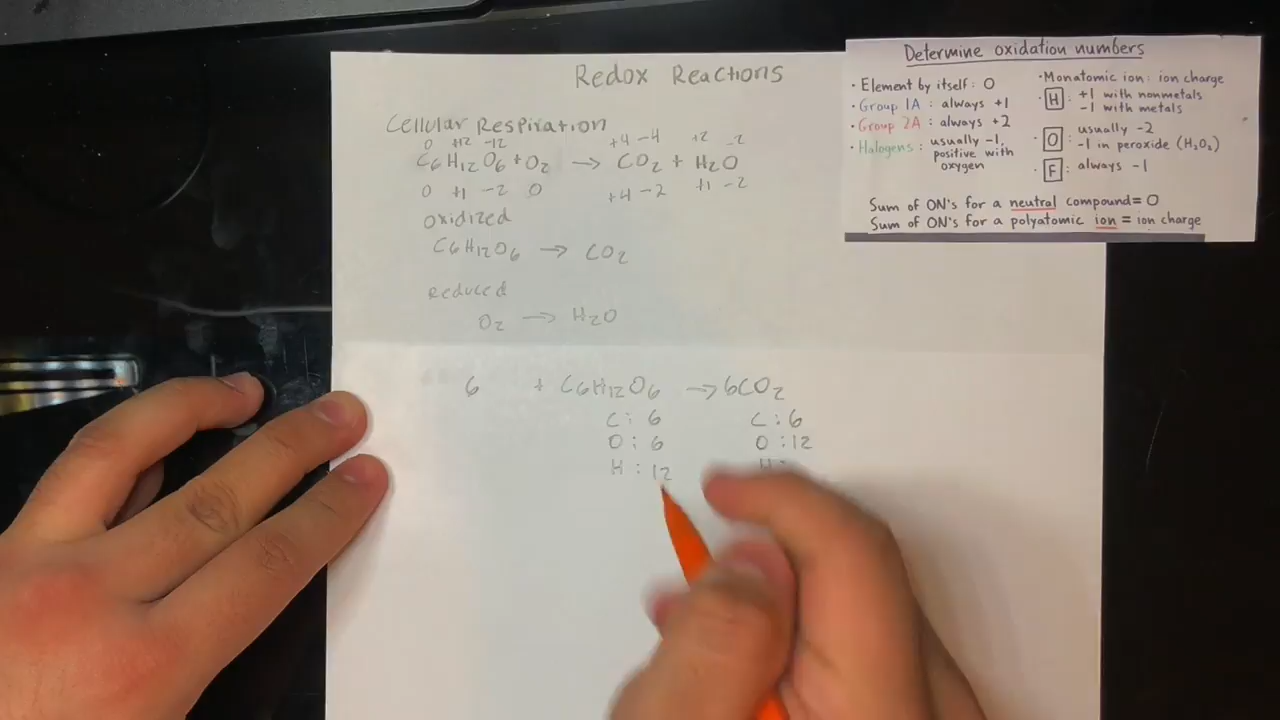 Redox Reactions
Cellular Respiration
0 +12 -12 +4 -4 +2 -2
C6H12O6 + O2 → CO2 + H2O
0 +1 -2 0 +4 -2 +1 -2
oxidized
C6H12O6 → CO2
Reduced
O2 → H2O
6 + C6H12O6 → 6CO2
C: 6 C: 6
O: 6 O: 12
H: 12 H:
Determine oxidation numbers
• Element by itself: 0
• Group 1A: always +1
• Group 2A: always +2
• Halogens: usually -1,
positive with
oxygen
• Monatomic ion: ion charge
• H: +1 with nonmetals
-1 with metals
• O: usually -2
-1 in peroxide (H2O2)
• F: always -1
Sum of ON's for a neutral compound = 0
Sum of ON's for a polyatomic ion = ion charge